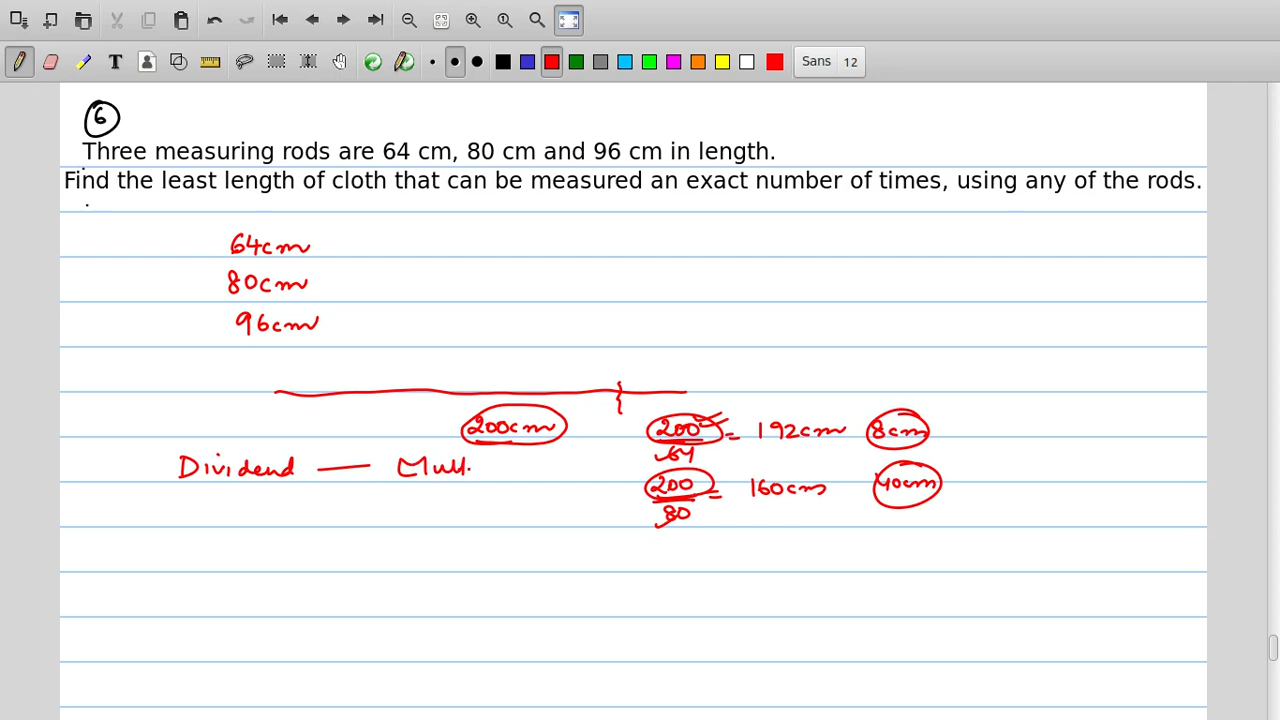 Sans 12
6
Three measuring rods are 64 cm, 80 cm and 96 cm in length.
Find the least length of cloth that can be measured an exact number of times, using any of the rods.
64cm
80cm
96cm
200cm
200/64 = 192cm 8cm
Dividend — Mult.
200/80 = 160cm 40cm